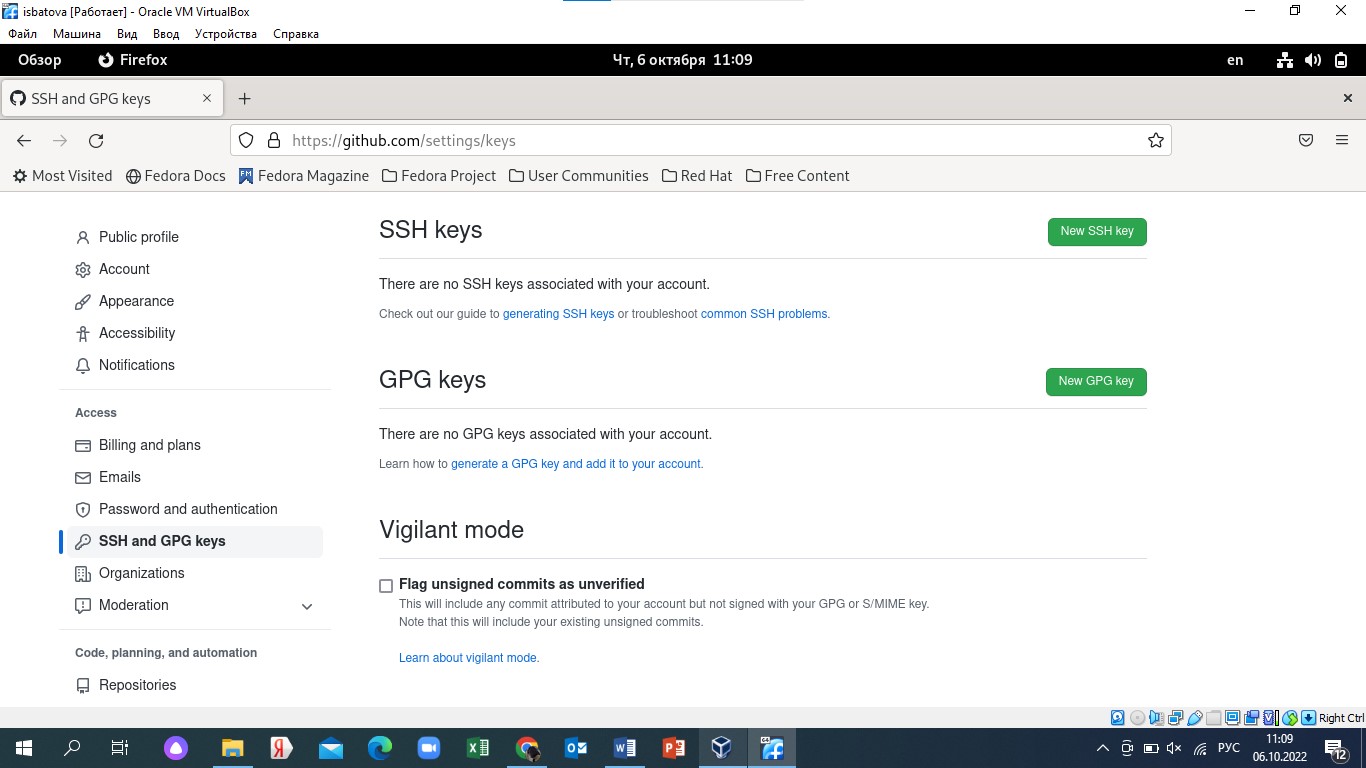 isbatova [Работает] - Oracle VM VirtualBox
Файл Машина Вид Ввод Устройства Справка
Обзор Firefox Чт, 6 октября 11:09 en
SSH and GPG keys
https://github.com/settings/keys
Most Visited Fedora Docs Fedora Magazine Fedora Project User Communities Red Hat Free Content
Public profile
Account
Appearance
Accessibility
Notifications
Access
Billing and plans
Emails
Password and authentication
SSH and GPG keys
Organizations
Moderation
Code, planning, and automation
Repositories
SSH keys
New SSH key
There are no SSH keys associated with your account.
Check out our guide to generating SSH keys or troubleshoot common SSH problems.
GPG keys
New GPG key
There are no GPG keys associated with your account.
Learn how to generate a GPG key and add it to your account.
Vigilant mode
Flag unsigned commits as unverified
This will include any commit attributed to your account but not signed with your GPG or S/MIME key.
Note that this will include your existing unsigned commits.
Learn about vigilant mode.
Right Ctrl
РУС
11:09
06.10.2022
12